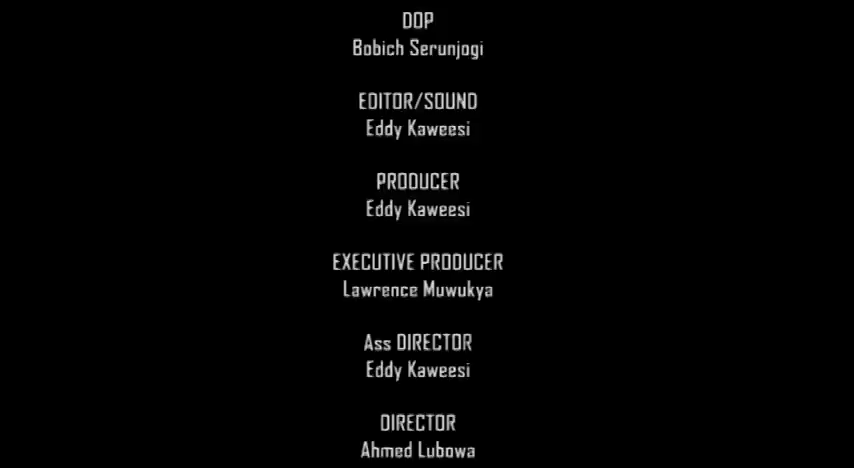 DOP
Bobich Serunjogi
EDITOR/SOUND
Eddy Kaweesi
PRODUCER
Eddy Kaweesi
EXECUTIVE PRODUCER
Lawrence Muwukya
Ass DIRECTOR
Eddy Kaweesi
DIRECTOR
Ahmed Lubowa